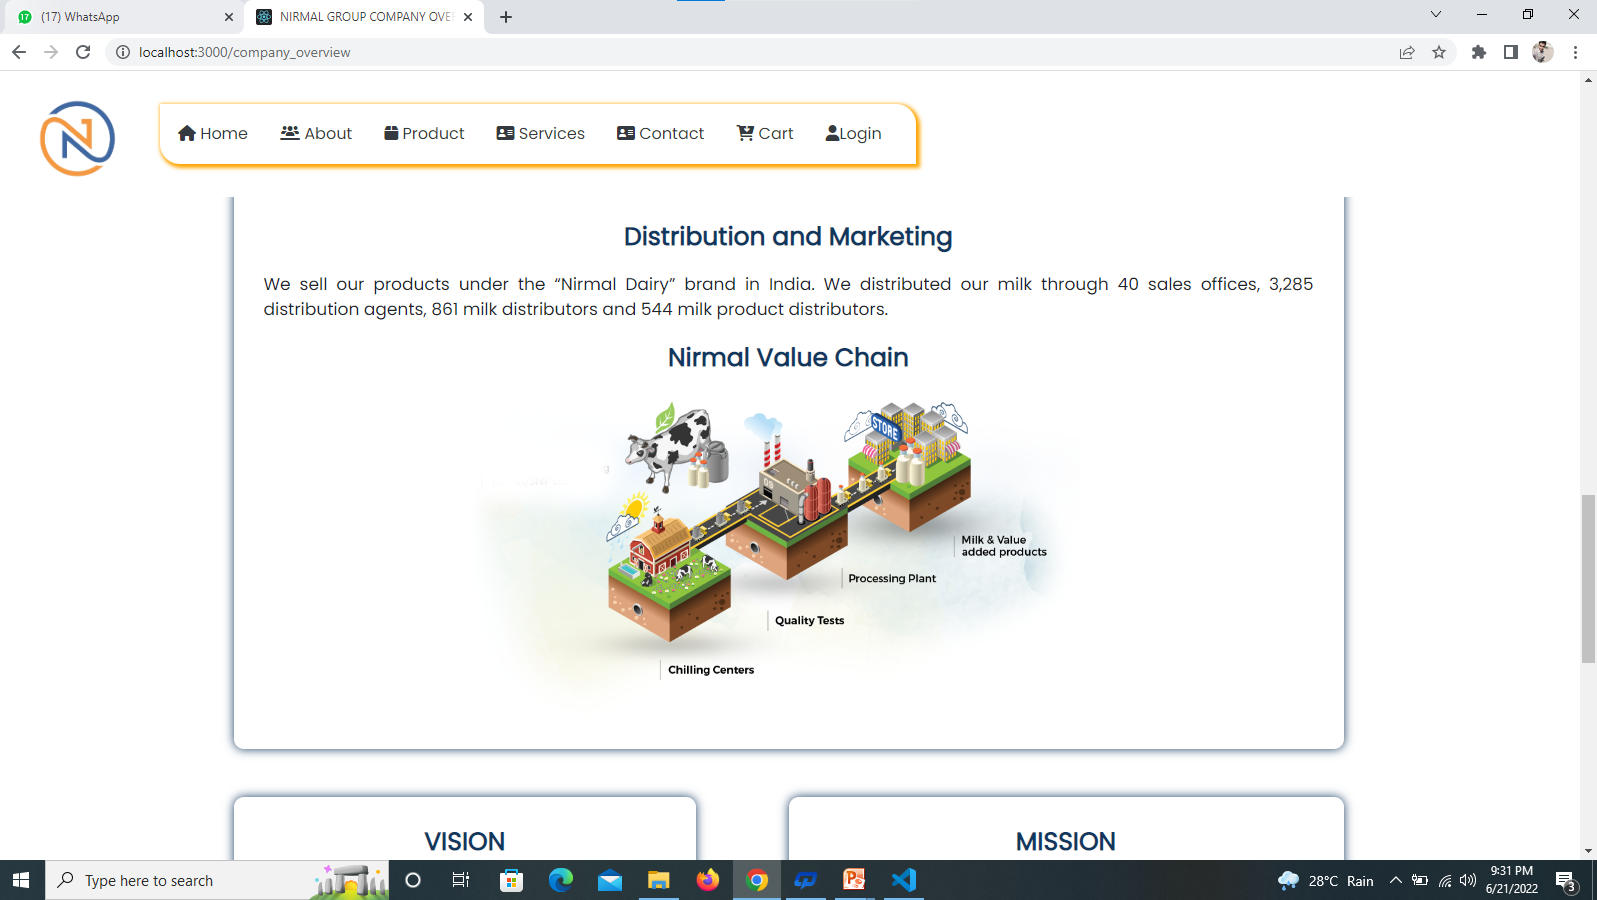 (17) WhatsApp
NIRMAL GROUP COMPANY OVE
localhost:3000/company_overview
Home About Product Services Contact Cart Login
Distribution and Marketing
We sell our products under the “Nirmal Dairy” brand in India. We distributed our milk through 40 sales offices, 3,285
distribution agents, 861 milk distributors and 544 milk product distributors.
Nirmal Value Chain
STORE
Milk & Value
added products
Processing Plant
Quality Tests
Chilling Centers
VISION MISSION
Type here to search
28°C Rain
9:31 PM
6/21/2022
3